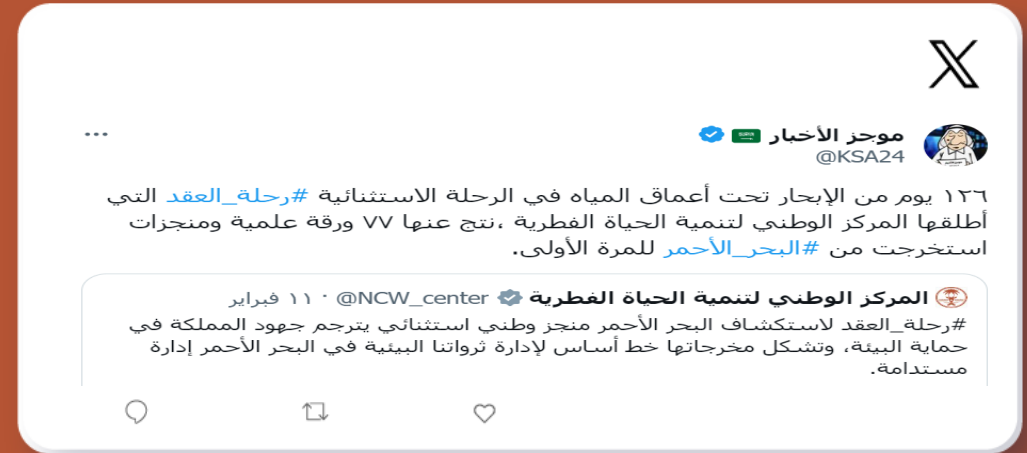 موجز الأخبار
@KSA24
١٢٦ يوم من الإبحار تحت أعماق المياه في الرحلة الاستثنائية #رحلة_العقد التي
أطلقها المركز الوطني لتنمية الحياة الفطرية ،نتج عنها ٧٧ ورقة علمية ومنجزات
استخرجت من #البحر_الأحمر للمرة الأولى.
المركز الوطني لتنمية الحياة الفطرية @NCW_center · ١١ فبراير
#رحلة_العقد لاستكشاف البحر الأحمر منجز وطني استثنائي يترجم جهود المملكة في
حماية البيئة، وتشكل مخرجاتها خط أساس لإدارة ثرواتنا البيئية في البحر الأحمر إدارة
مستدامة.